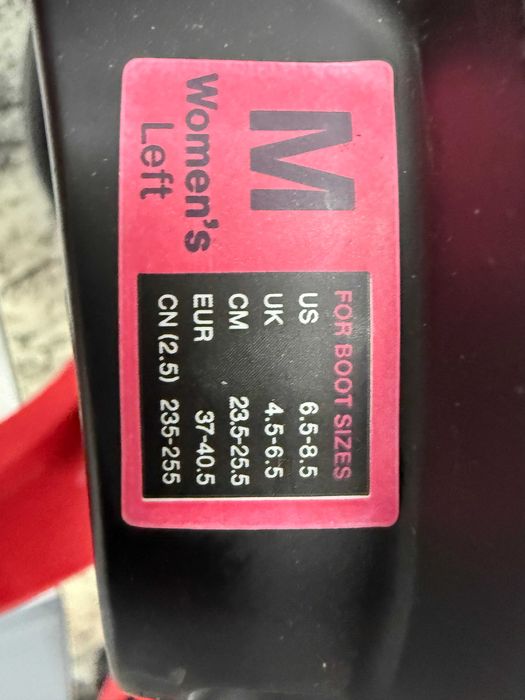 M
Women's
Left
FOR BOOT SIZES
US 6.5-8.5
UK 4.5-6.5
CM 23.5-25.5
EUR 37-40.5
CN (2.5) 235-255